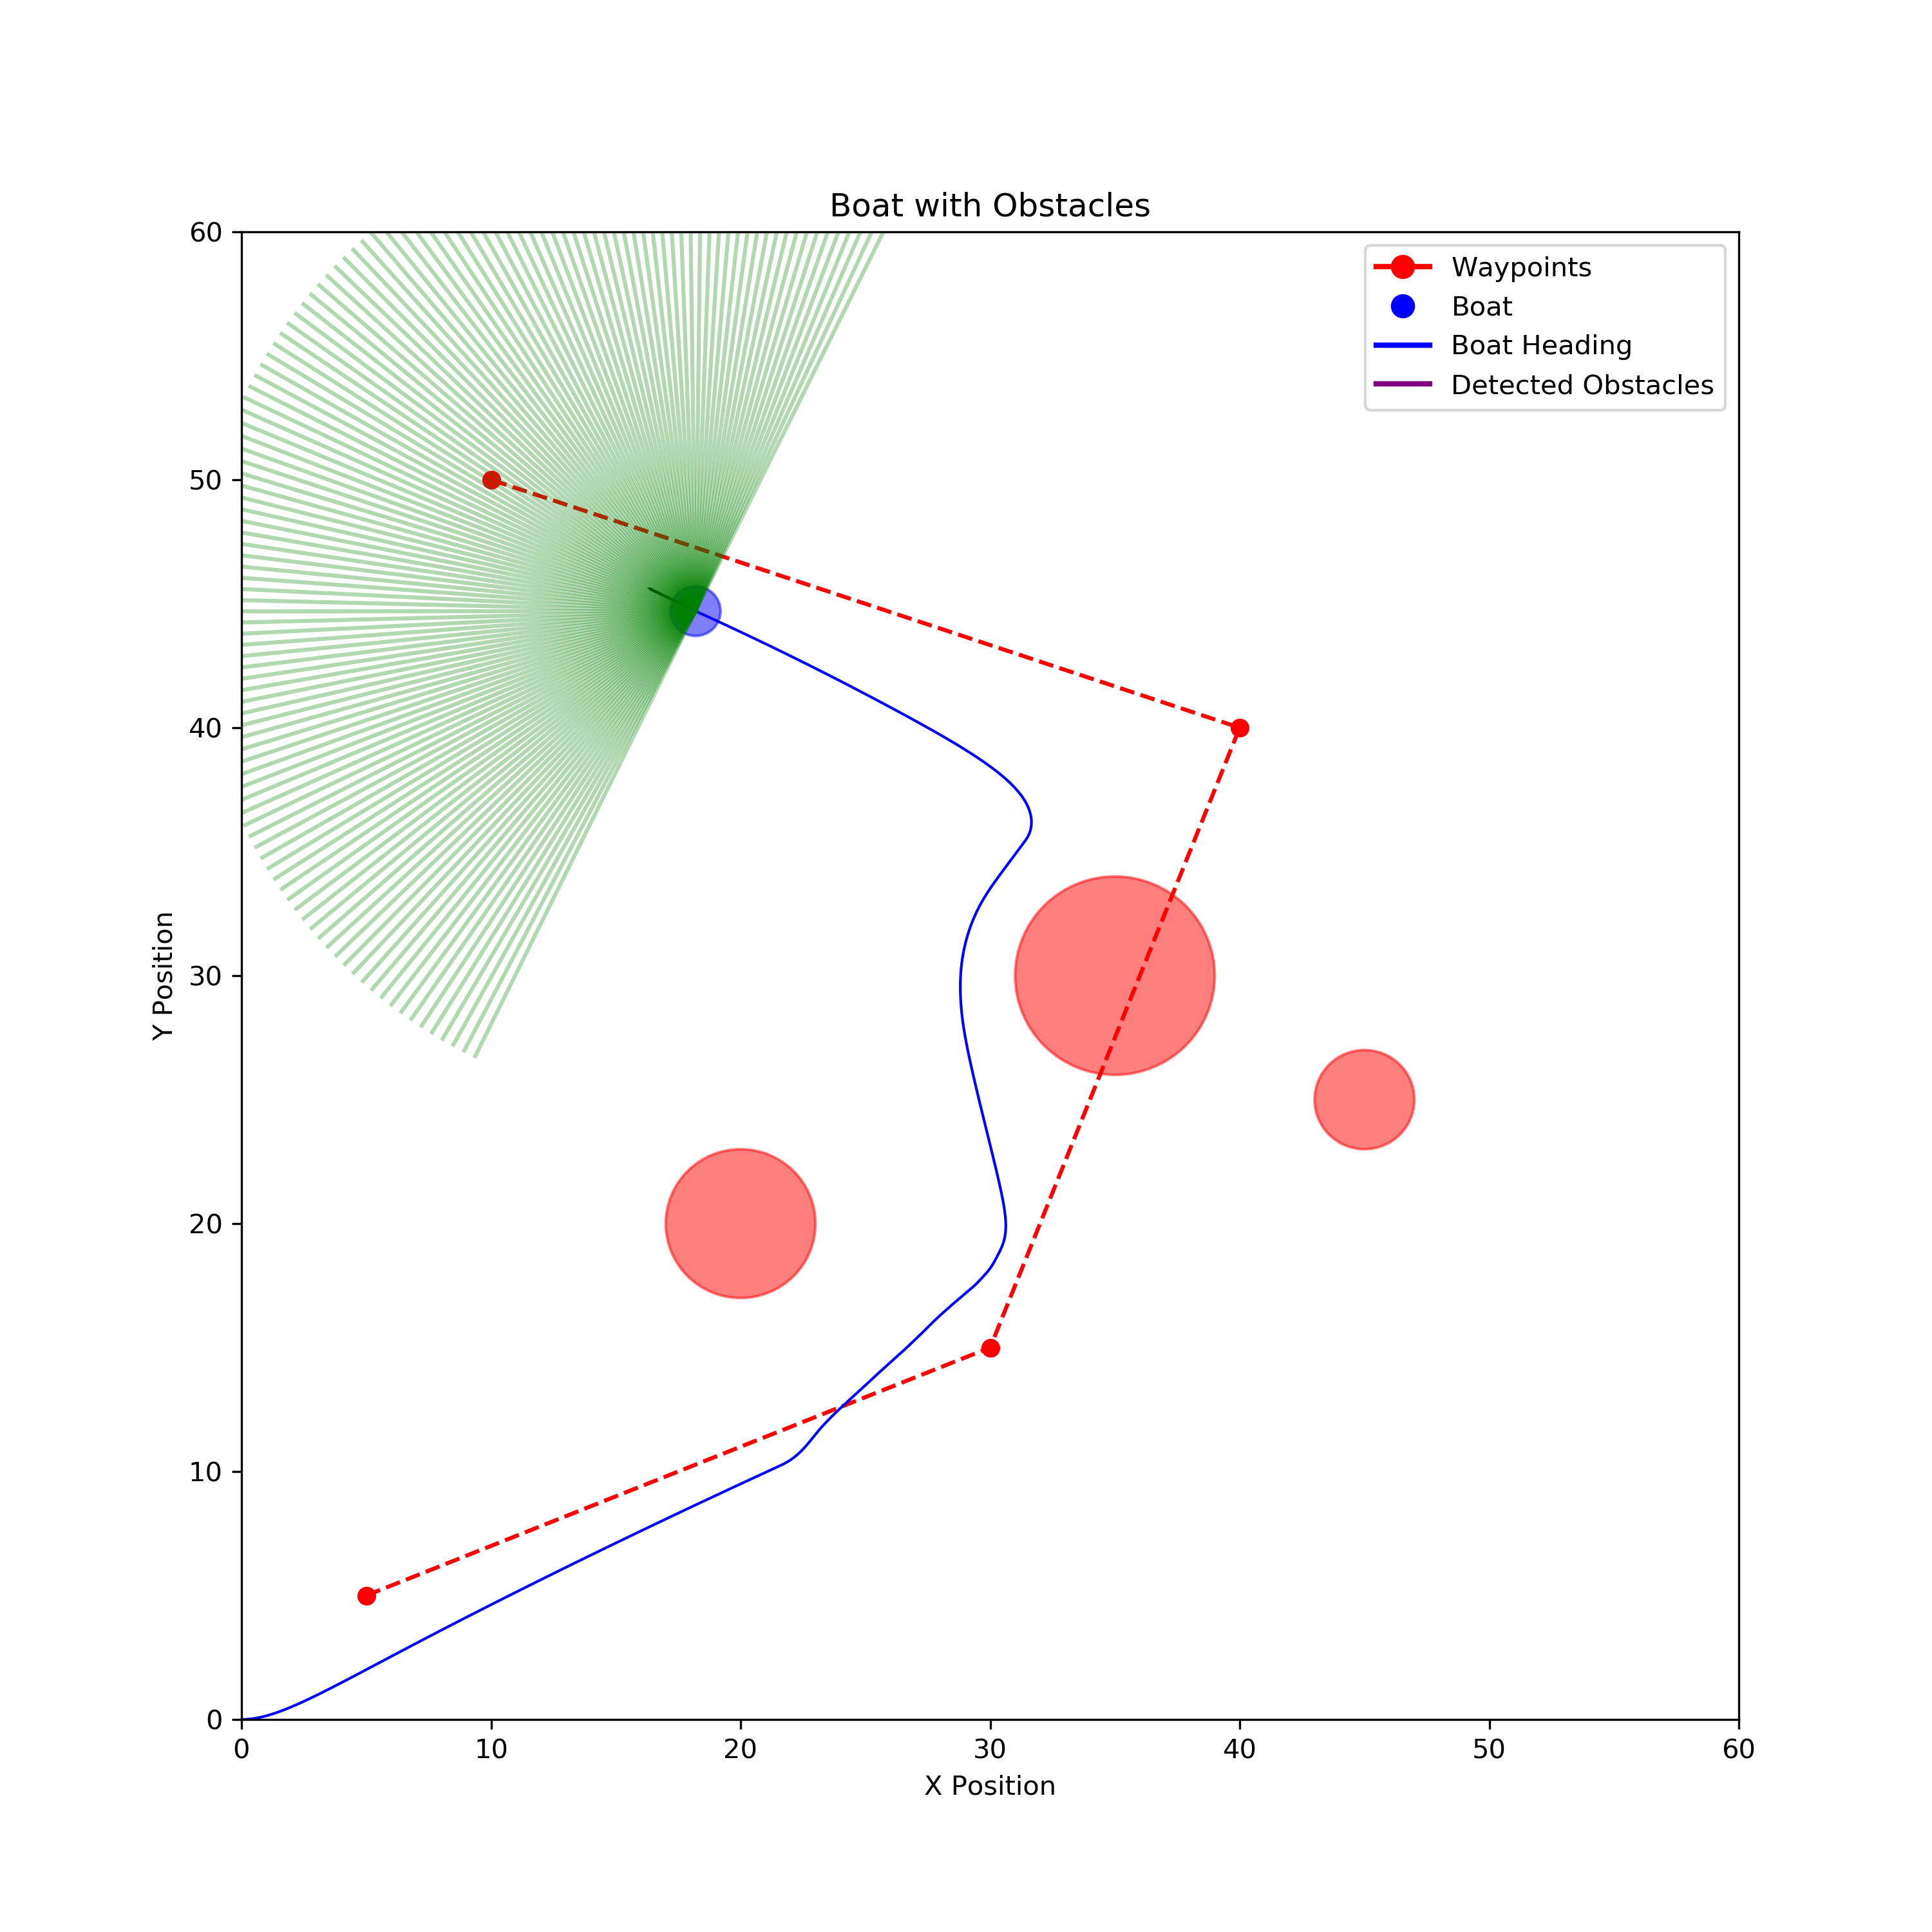 Boat with Obstacles
Waypoints
Boat
Boat Heading
Detected Obstacles
60
50
40
30
20
10
0
Y Position
0 10 20 30 40 50 60
X Position